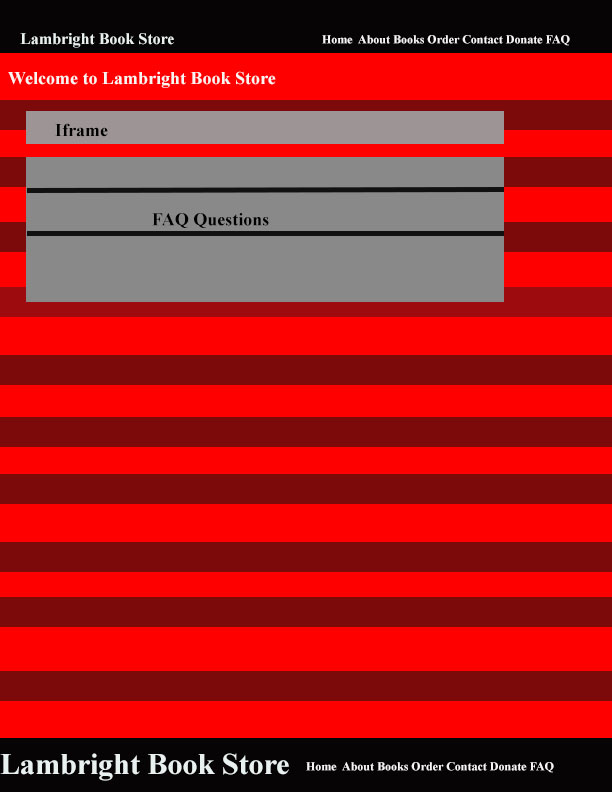 Lambright Book Store
Home About Books Order Contact Donate FAQ
Welcome to Lambright Book Store
Iframe
FAQ Questions
Lambright Book Store
Home About Books Order Contact Donate FAQ